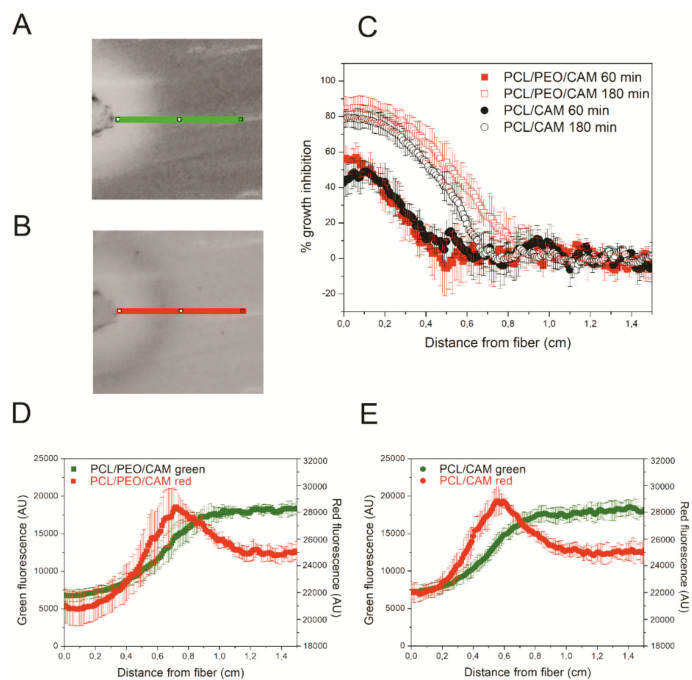 A
B
C
PCL/PEO/CAM 60 min
PCL/PEO/CAM 180 min
PCL/CAM 60 min
PCL/CAM 180 min
% growth inhibition
100
80
60
40
20
0
-20
0,0 0,2 0,4 0,6 0,8 1,0 1,2 1,4
Distance from fiber (cm)
D
PCL/PEO/CAM green
PCL/PEO/CAM red
Green fluorescence (AU)
25000
20000
15000
10000
5000
0
32000
30000
28000
26000
24000
22000
20000
18000
Red fluorescence (AU)
0,0 0,2 0,4 0,6 0,8 1,0 1,2 1,4
Distance from fiber (cm)
E
PCL/CAM green
PCL/CAM red
Green fluorescence (AU)
25000
20000
15000
10000
5000
0
32000
30000
28000
26000
24000
22000
20000
18000
Red fluorescence (AU)
0,0 0,2 0,4 0,6 0,8 1,0 1,2 1,4
Distance from fiber (cm)